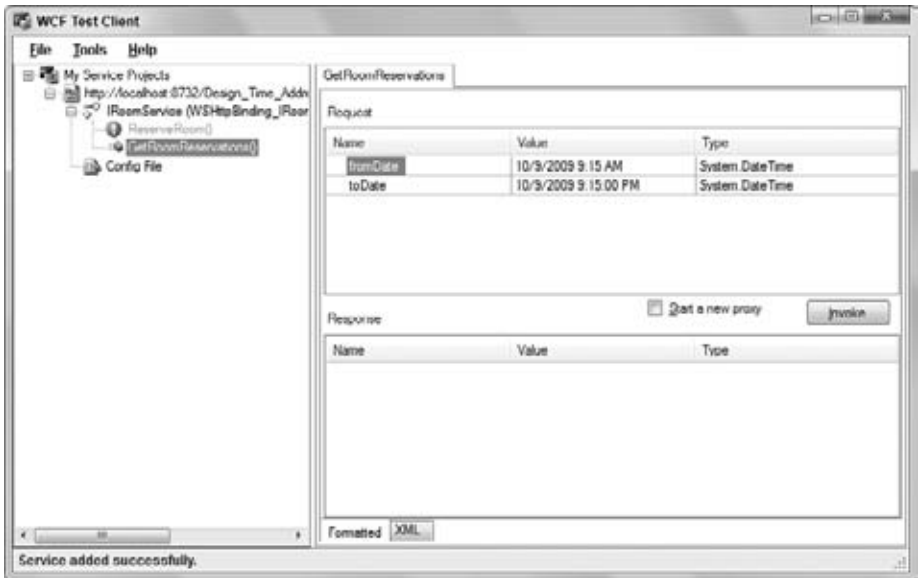 WCF Test Client
File Tools Help
My Service Projects
http://localhost:8732/Design_Time_Addre
IRoomService (WSHttpBinding_IRoor
ReserveRoom()
GetRoomReservations()
Config File
GetRoomReservations
Request
Name Value Type
fromDate 10/9/2009 9:15 AM System.DateTime
toDate 10/9/2009 9:15:00 PM System.DateTime
Start a new proxy Invoke
Response
Name Value Type
Formatted XML
Service added successfully.